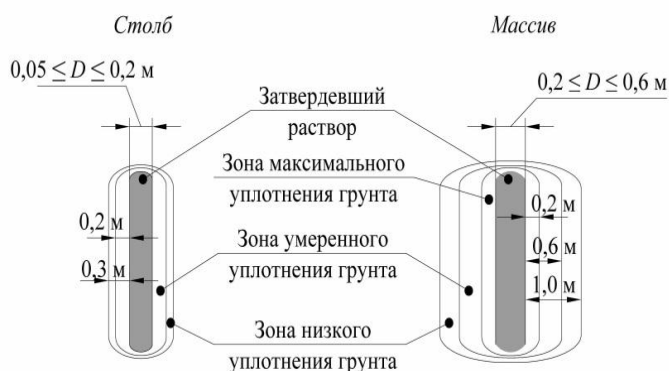 Столб
Массив
0,05 ≤ D ≤ 0,2 м
0,2 ≤ D ≤ 0,6 м
Затвердевший
раствор
Зона максимального
уплотнения грунта
0,2 м
0,2 м
Зона умеренного
уплотнения грунта
0,6 м
0,3 м
1,0 м
Зона низкого
уплотнения грунта